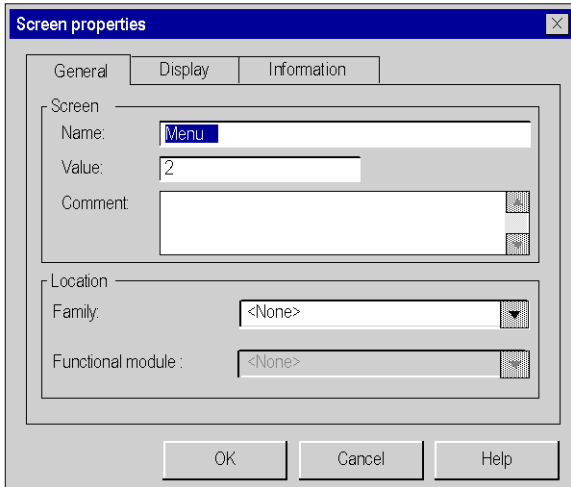 Screen properties
General Display Information
Screen
Name: Menu
Value: 2
Comment:
Location
Family: <None>
Functional module : <None>
OK Cancel Help